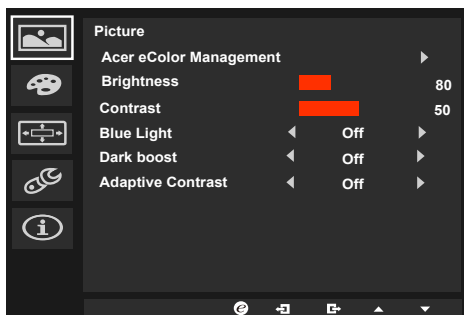 Picture
Acer eColor Management
Brightness 80
Contrast 50
Blue Light Off
Dark boost Off
Adaptive Contrast Off